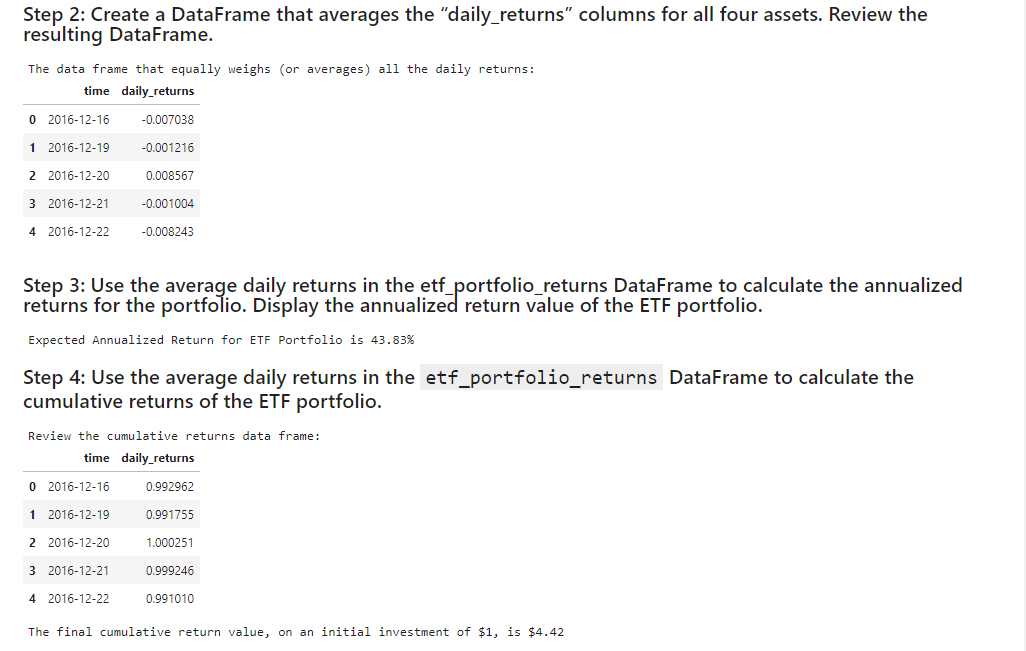 Step 2: Create a DataFrame that averages the “daily_returns” columns for all four assets. Review the
resulting DataFrame.
The data frame that equally weighs (or averages) all the daily returns:
time daily_returns
0 2016-12-16 -0.007038
1 2016-12-19 -0.001216
2 2016-12-20 0.008567
3 2016-12-21 -0.001004
4 2016-12-22 -0.008243
Step 3: Use the average daily returns in the etf_portfolio_returns DataFrame to calculate the annualized
returns for the portfolio. Display the annualized return value of the ETF portfolio.
Expected Annualized Return for ETF Portfolio is 43.83%
Step 4: Use the average daily returns in the etf_portfolio_returns DataFrame to calculate the
cumulative returns of the ETF portfolio.
Review the cumulative returns data frame:
time daily_returns
0 2016-12-16 0.992962
1 2016-12-19 0.991755
2 2016-12-20 1.000251
3 2016-12-21 0.999246
4 2016-12-22 0.991010
The final cumulative return value, on an initial investment of $1, is $4.42